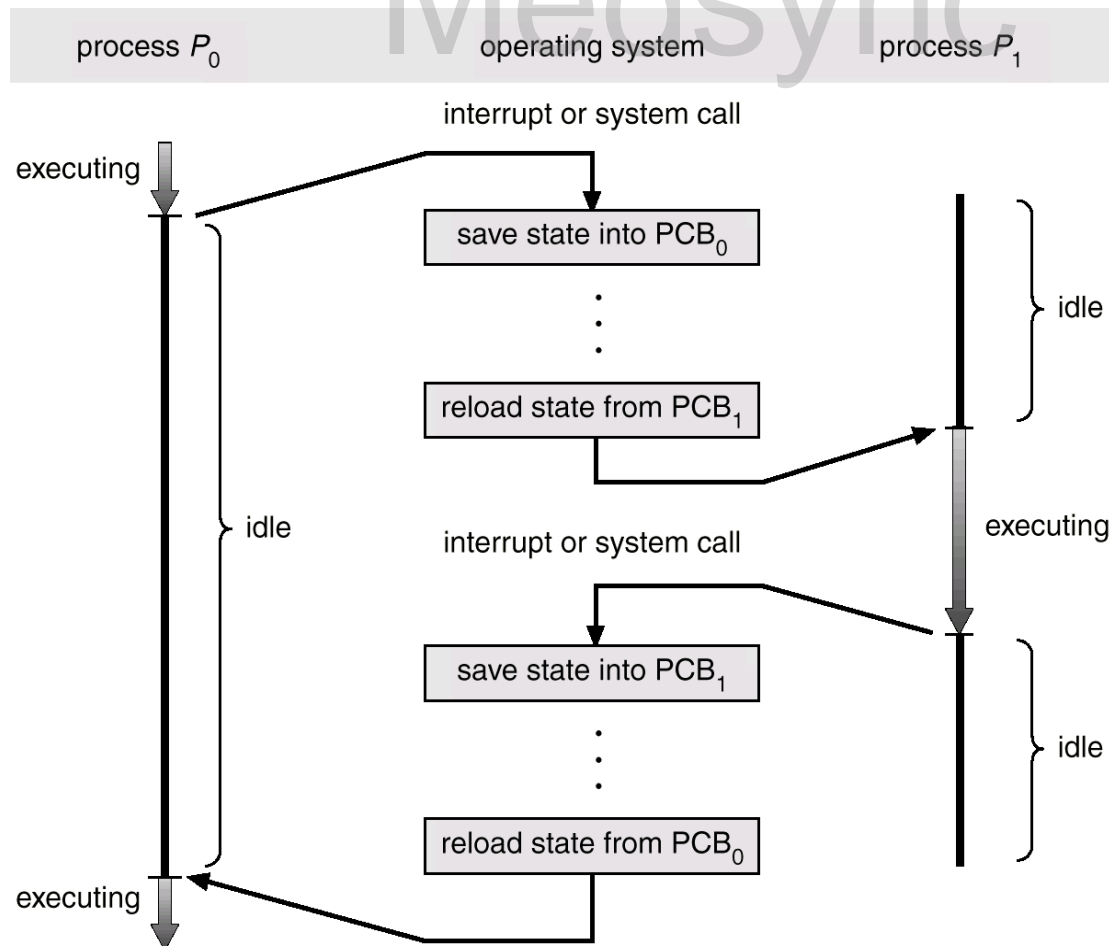 Medsync
process P₀ operating system process P₁
interrupt or system call
executing
save state into PCB₀
idle
reload state from PCB₁
idle
executing
interrupt or system call
save state into PCB₁
idle
reload state from PCB₀
executing